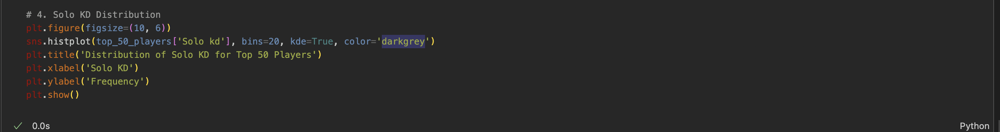 # 4. Solo KD Distribution
plt.figure(figsize=(10, 6))
sns.histplot(top_50_players['Solo kd'], bins=20, kde=True, color='darkgrey')
plt.title('Distribution of Solo KD for Top 50 Players')
plt.xlabel('Solo KD')
plt.ylabel('Frequency')
plt.show()
0.0s
Python